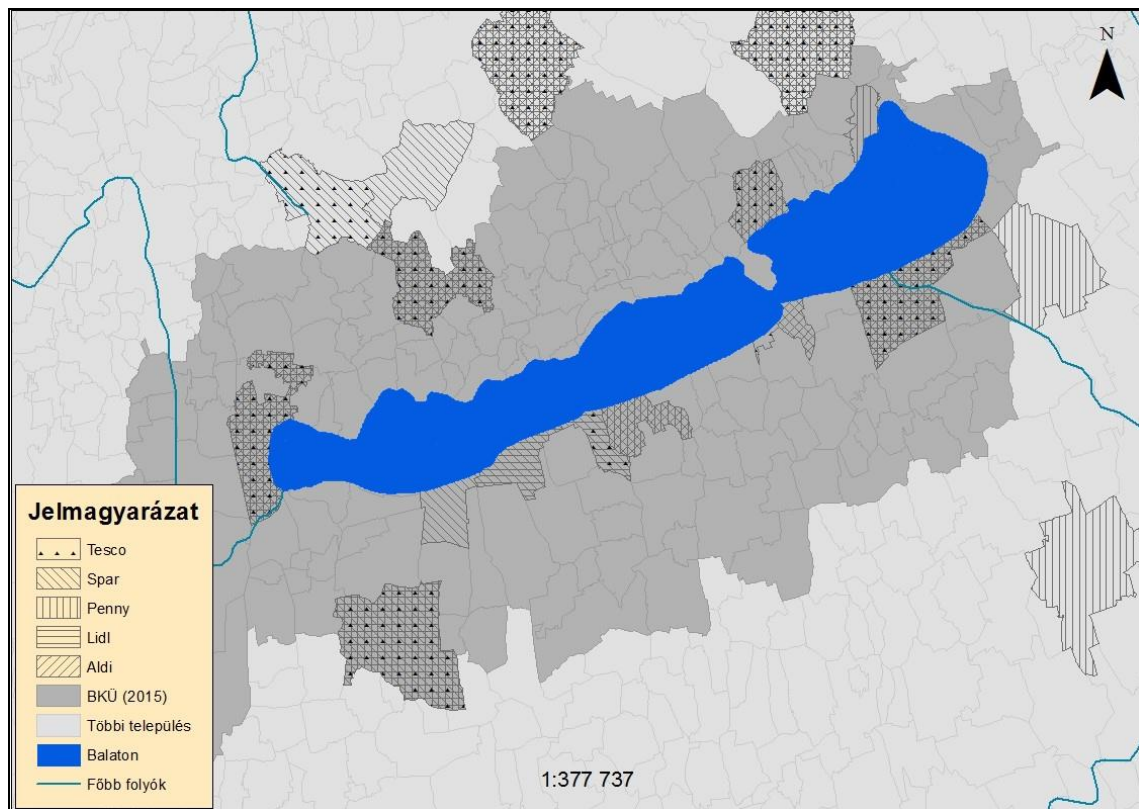 N
Jelmagyarázat
Tesco
Spar
Penny
Lidl
Aldi
BKÜ (2015)
Többi település
Balaton
Főbb folyók
1:377 737